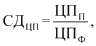 СД_ЦП = ЦП_П / ЦП_Ф,